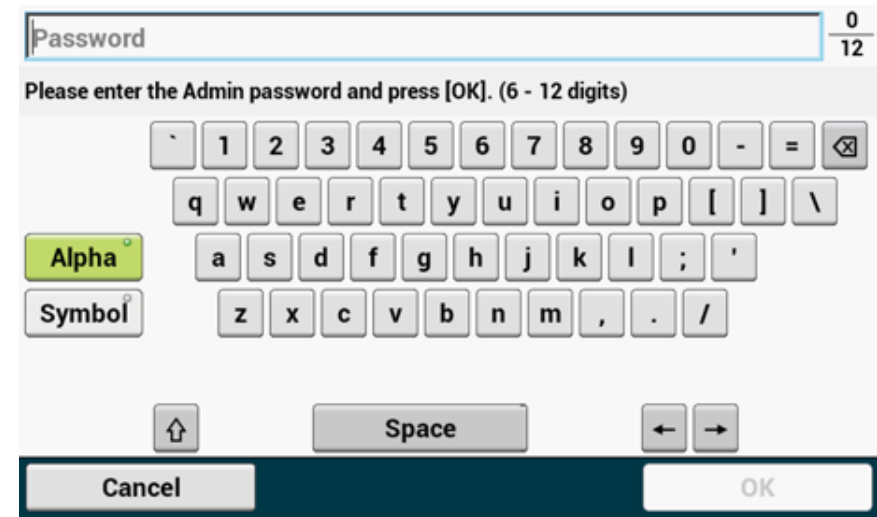 Password
0
12
Please enter the Admin password and press [OK]. (6 - 12 digits)
` 1 2 3 4 5 6 7 8 9 0 - =
q w e r t y u i o p [ ] \
Alpha a s d f g h j k l ; '
Symbol z x c v b n m , . /
Space ← →
Cancel OK